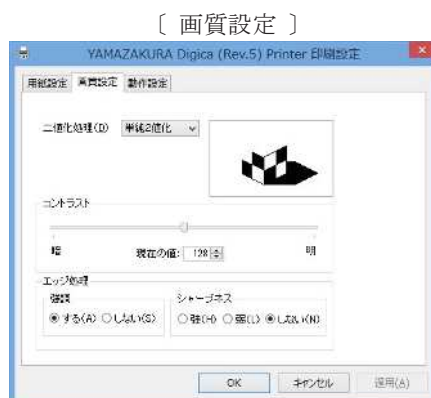 〔 画質設定 〕
YAMAZAKURA Digica (Rev.5) Printer 印刷設定
用紙設定 画質設定 動作設定
二値化処理(D) 単純2値化
コントラスト
暗 現在の値: 128 明
エッジ処理
強調 シャープネス
する(A) しない(S) 強(H) 弱(L) しない(N)
OK キャンセル 適用(A)